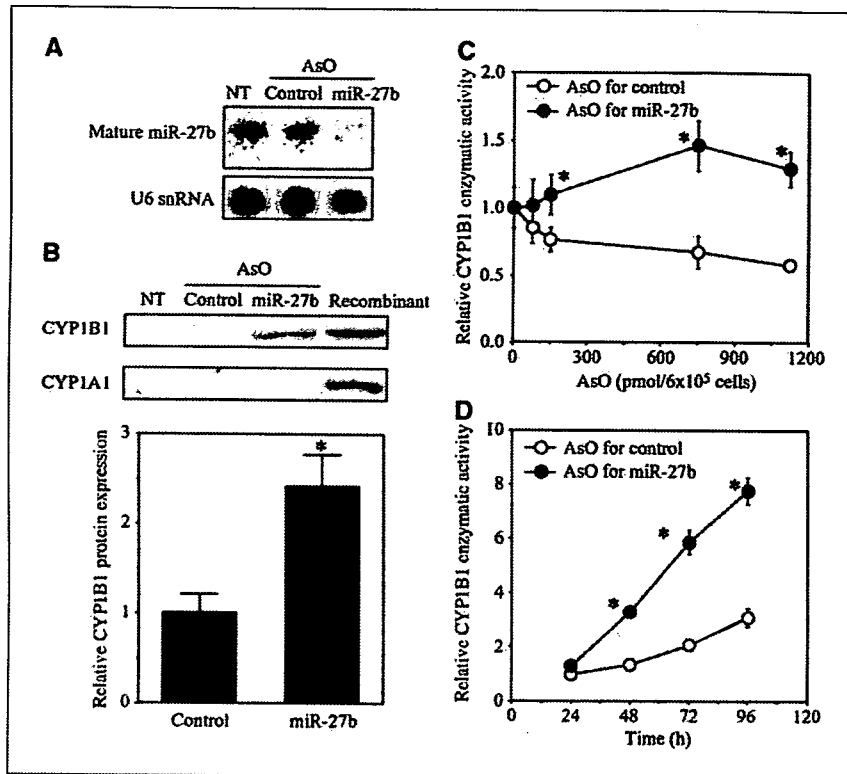 A
AsO
NT Control miR-27b
Mature miR-27b
U6 snRNA
B
AsO
NT Control miR-27b Recombinant
CYP1B1
CYP1A1
Relative CYP1B1 protein expression
3
2
1
0
*
Control miR-27b
C
Relative CYP1B1 enzymatic activity
2.0
1.5
1.0
0.5
0.0
AsO for control
AsO for miR-27b
* * *
0 300 600 900 1200
AsO (pmol/6x10⁵ cells)
D
Relative CYP1B1 enzymatic activity
10
8
6
4
2
0
AsO for control
AsO for miR-27b
* * *
0 24 48 72 96 120
Time (h)